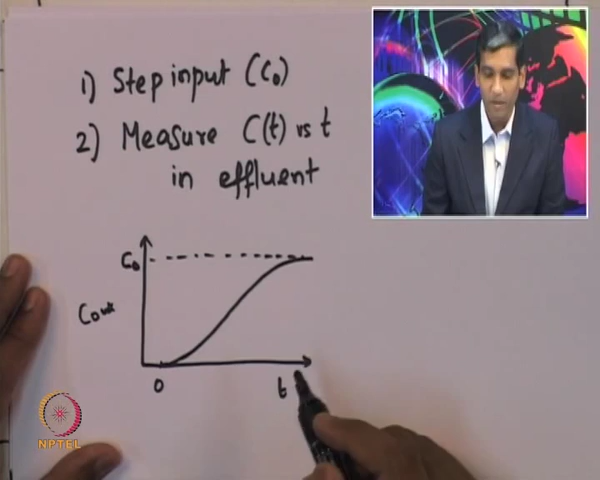 1) Step input (C₀)
2) Measure C(t) vs t
in effluent
C₀
Cout
0
t
NPTEL